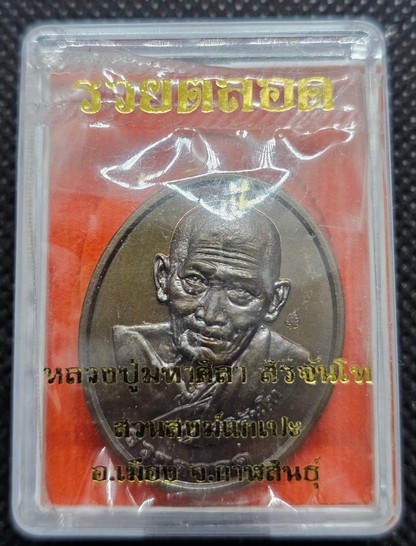 รวยตลอด
หลวงปู่มหาศิลา สิริจันโท
อ.เมือง จ.กาฬสินธุ์